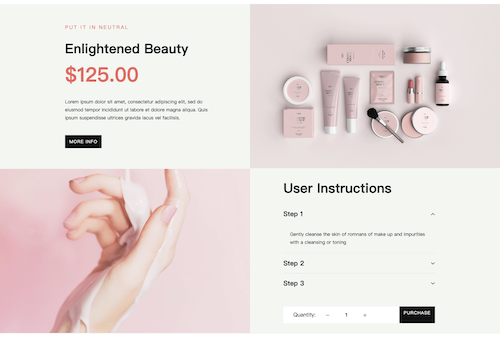 PUT IT IN NEUTRAL
Enlightened Beauty
$125.00
Lorem ipsum dolor sit amet, consectetur adipiscing elit, sed do
eiusmod tempor incididunt ut labore et dolore magna aliqua. Quis
ipsum suspendisse ultrices gravida lacus vel facilisis.
MORE INFO
User Instructions
Step 1
Gently cleanse the skin of romnans of make up and impurities
with a cleansing or toning
Step 2
Step 3
Quantity: − 1 +
PURCHASE